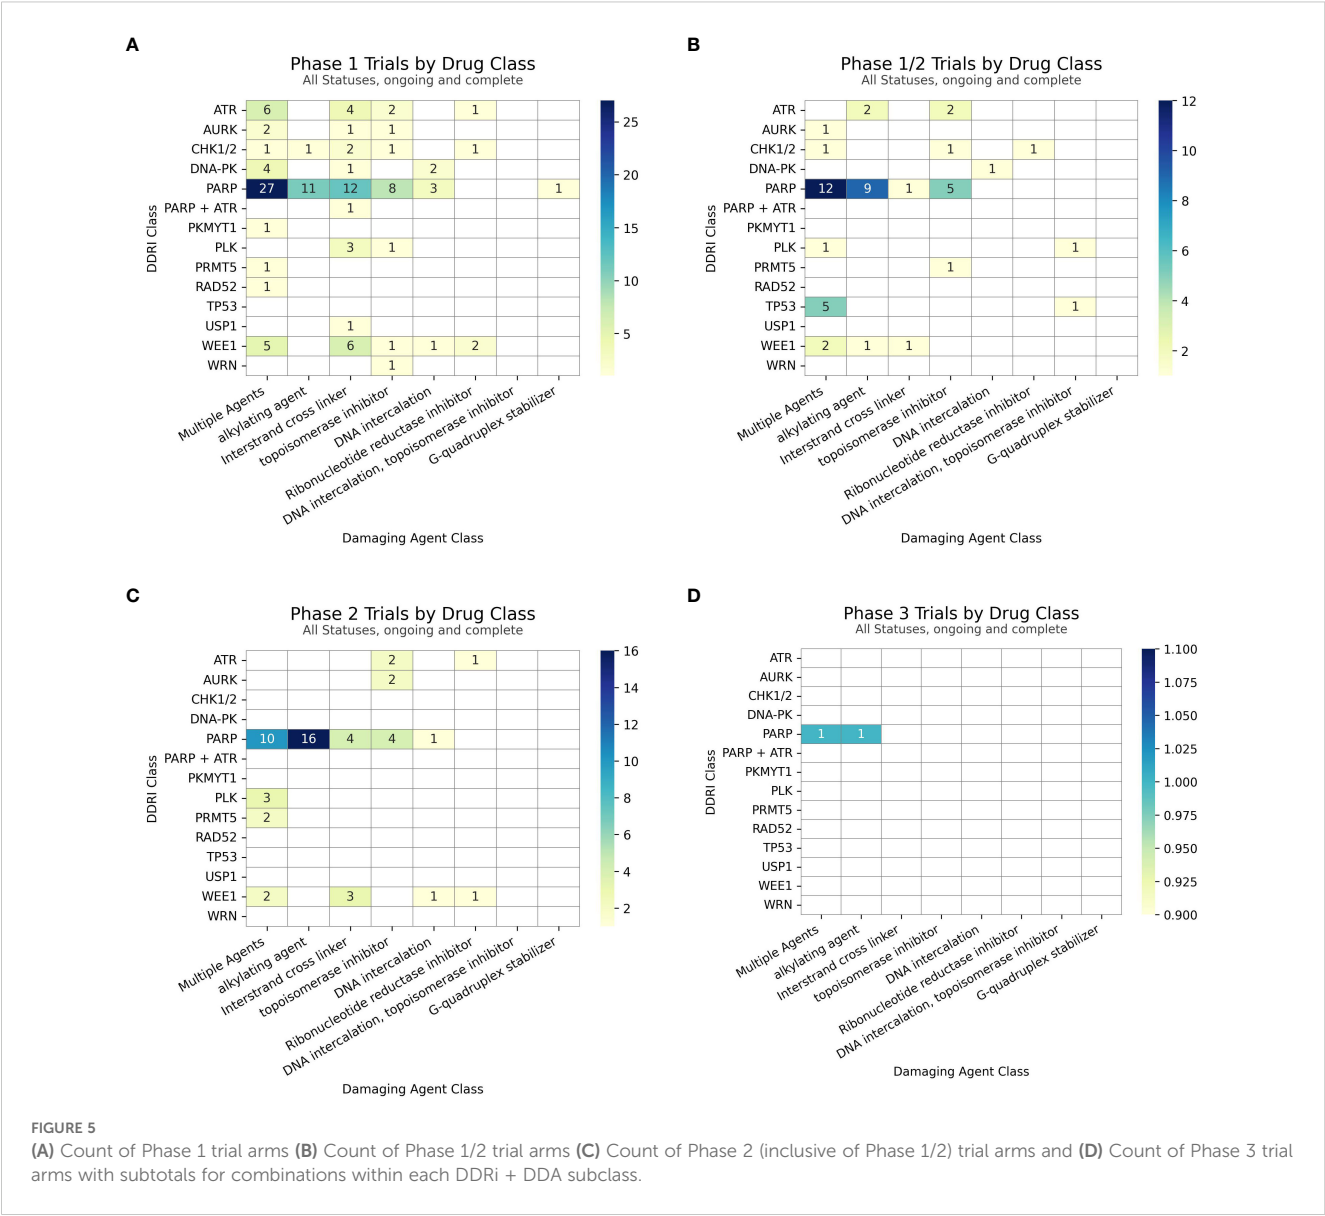 A
Phase 1 Trials by Drug Class
All Statuses, ongoing and complete
DDRI Class
ATR 6 4 2 1
AURK 2 1 1
CHK1/2 1 1 2 1 1
DNA-PK 4 1 2
PARP 27 11 12 8 3 1
PARP + ATR 1
PKMYT1 1
PLK 3 1
PRMT5 1
RAD52 1
TP53
USP1 1
WEE1 5 6 1 1 2
WRN 1
25
20
15
10
5
Multiple Agents
alkylating agent
Interstrand cross linker
topoisomerase inhibitor
DNA intercalation
Ribonucleotide reductase inhibitor
DNA intercalation, topoisomerase inhibitor
G-quadruplex stabilizer
Damaging Agent Class
B
Phase 1/2 Trials by Drug Class
All Statuses, ongoing and complete
DDRI Class
ATR 2 2
AURK 1
CHK1/2 1 1 1
DNA-PK 1
PARP 12 9 1 5
PARP + ATR
PKMYT1
PLK 1 1
PRMT5 1
RAD52
TP53 5 1
USP1
WEE1 2 1 1
WRN
12
10
8
6
4
2
Multiple Agents
alkylating agent
Interstrand cross linker
topoisomerase inhibitor
DNA intercalation
Ribonucleotide reductase inhibitor
DNA intercalation, topoisomerase inhibitor
G-quadruplex stabilizer
Damaging Agent Class
C
Phase 2 Trials by Drug Class
All Statuses, ongoing and complete
DDRI Class
ATR 2 1
AURK 2
CHK1/2
DNA-PK
PARP 10 16 4 4 1
PARP + ATR
PKMYT1
PLK 3
PRMT5 2
RAD52
TP53
USP1
WEE1 2 3 1 1
WRN
16
14
12
10
8
6
4
2
Multiple Agents
alkylating agent
Interstrand cross linker
topoisomerase inhibitor
DNA intercalation
Ribonucleotide reductase inhibitor
DNA intercalation, topoisomerase inhibitor
G-quadruplex stabilizer
Damaging Agent Class
D
Phase 3 Trials by Drug Class
All Statuses, ongoing and complete
DDRI Class
ATR
AURK
CHK1/2
DNA-PK
PARP 1 1
PARP + ATR
PKMYT1
PLK
PRMT5
RAD52
TP53
USP1
WEE1
WRN
1.100
1.075
1.050
1.025
1.000
0.975
0.950
0.925
0.900
Multiple Agents
alkylating agent
Interstrand cross linker
topoisomerase inhibitor
DNA intercalation
Ribonucleotide reductase inhibitor
DNA intercalation, topoisomerase inhibitor
G-quadruplex stabilizer
Damaging Agent Class
FIGURE 5
(A) Count of Phase 1 trial arms (B) Count of Phase 1/2 trial arms (C) Count of Phase 2 (inclusive of Phase 1/2) trial arms and (D) Count of Phase 3 trial
arms with subtotals for combinations within each DDRi + DDA subclass.